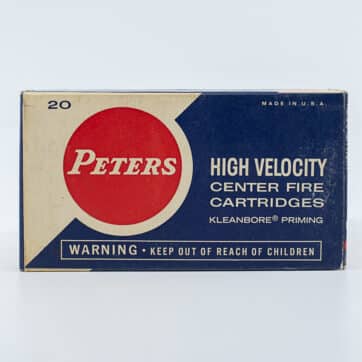 20
MADE IN U.S.A.
PETERS
HIGH VELOCITY
CENTER FIRE
CARTRIDGES
KLEANBORE® PRIMING
WARNING • KEEP OUT OF REACH OF CHILDREN